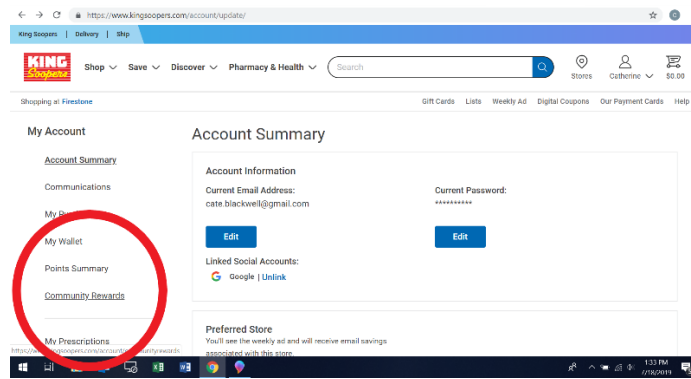 https://www.kingsoopers.com/account/update/
King Soopers | Delivery | Ship
KING Soopers Shop Save Discover Pharmacy & Health Search Stores Catherine $0.00
Shopping at Firestone Gift Cards Lists Weekly Ad Digital Coupons Our Payment Cards Help
My Account
Account Summary
Communications
My
My Wallet
Points Summary
Community Rewards
My Prescriptions
Account Summary
Account Information
Current Email Address: Current Password:
cate.blackwell@gmail.com **********
Edit Edit
Linked Social Accounts:
G Google | Unlink
Preferred Store
You'll see the weekly ad and will receive email savings
associated with this store.
1:33 PM
7/18/2019